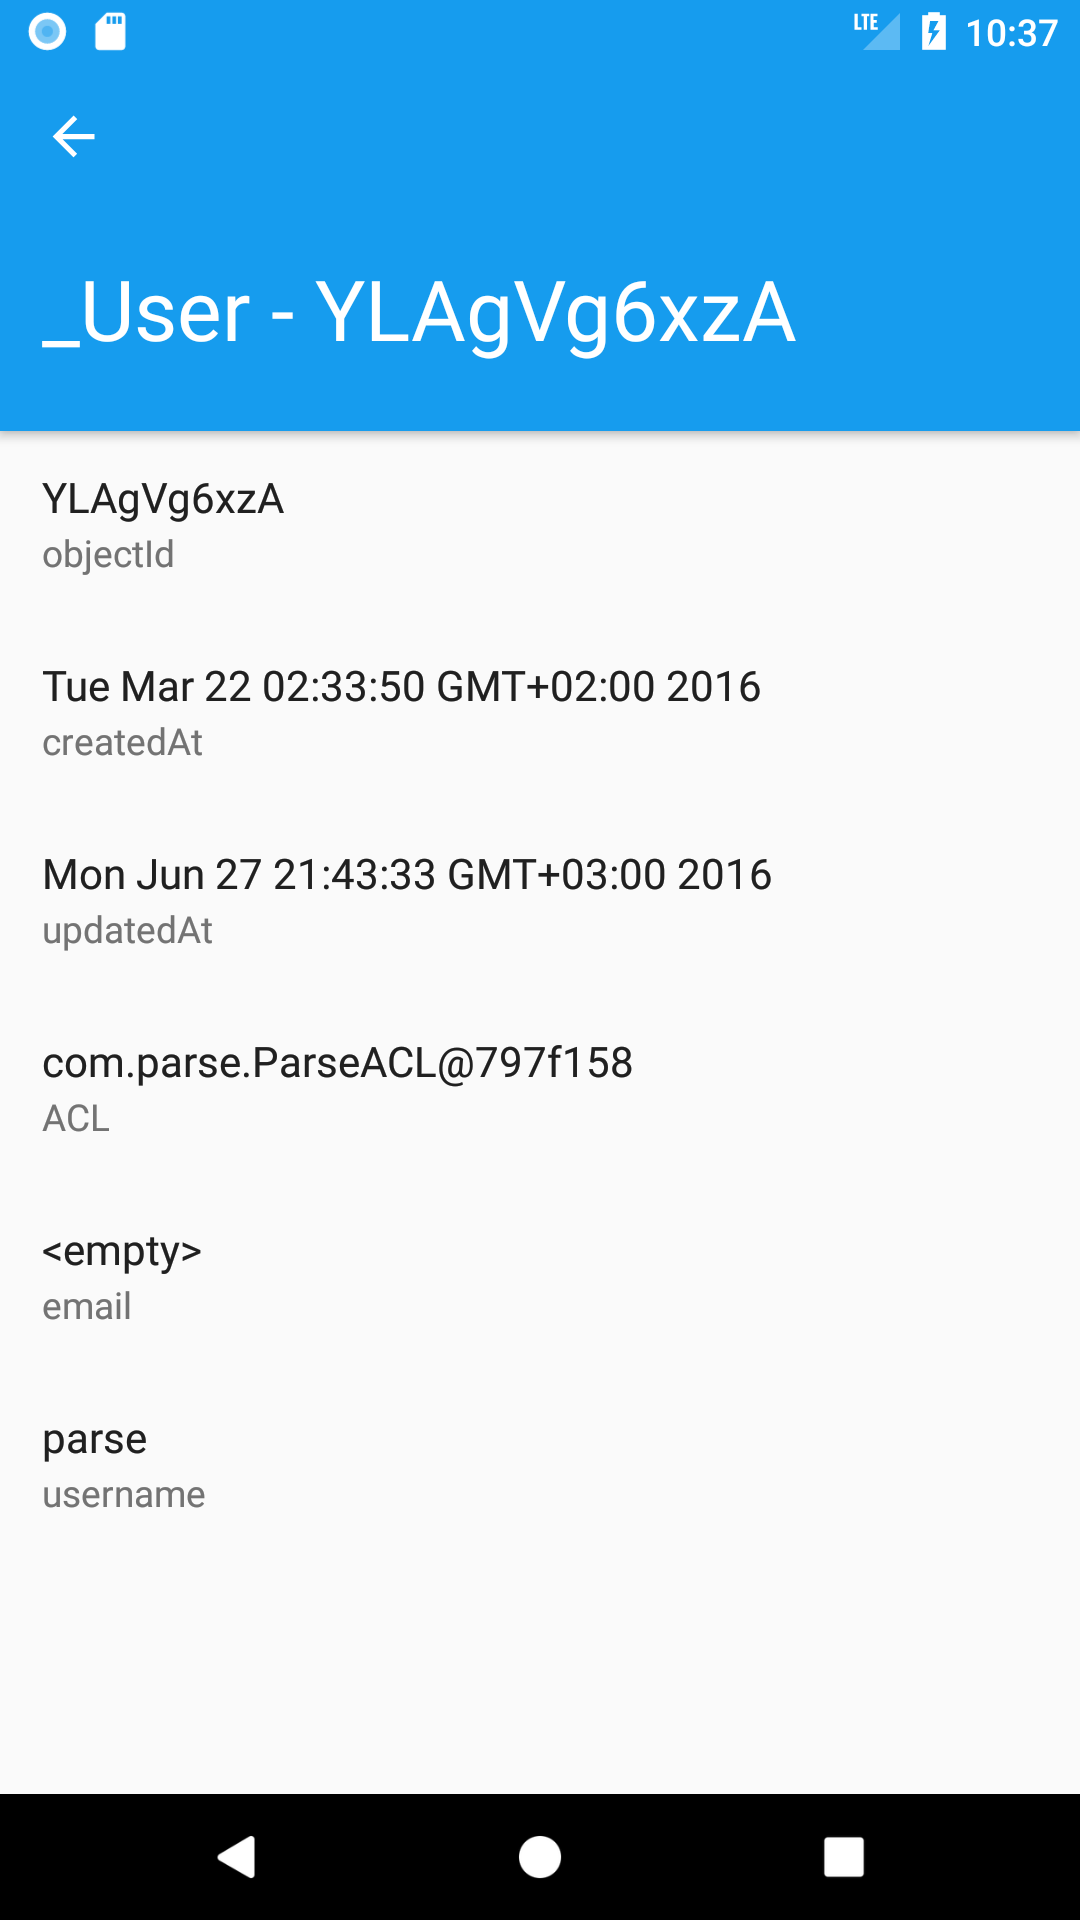 LTE 10:37
_User - YLAgVg6xzA
YLAgVg6xzA
objectId
Tue Mar 22 02:33:50 GMT+02:00 2016
createdAt
Mon Jun 27 21:43:33 GMT+03:00 2016
updatedAt
com.parse.ParseACL@797f158
ACL
<empty>
email
parse
username